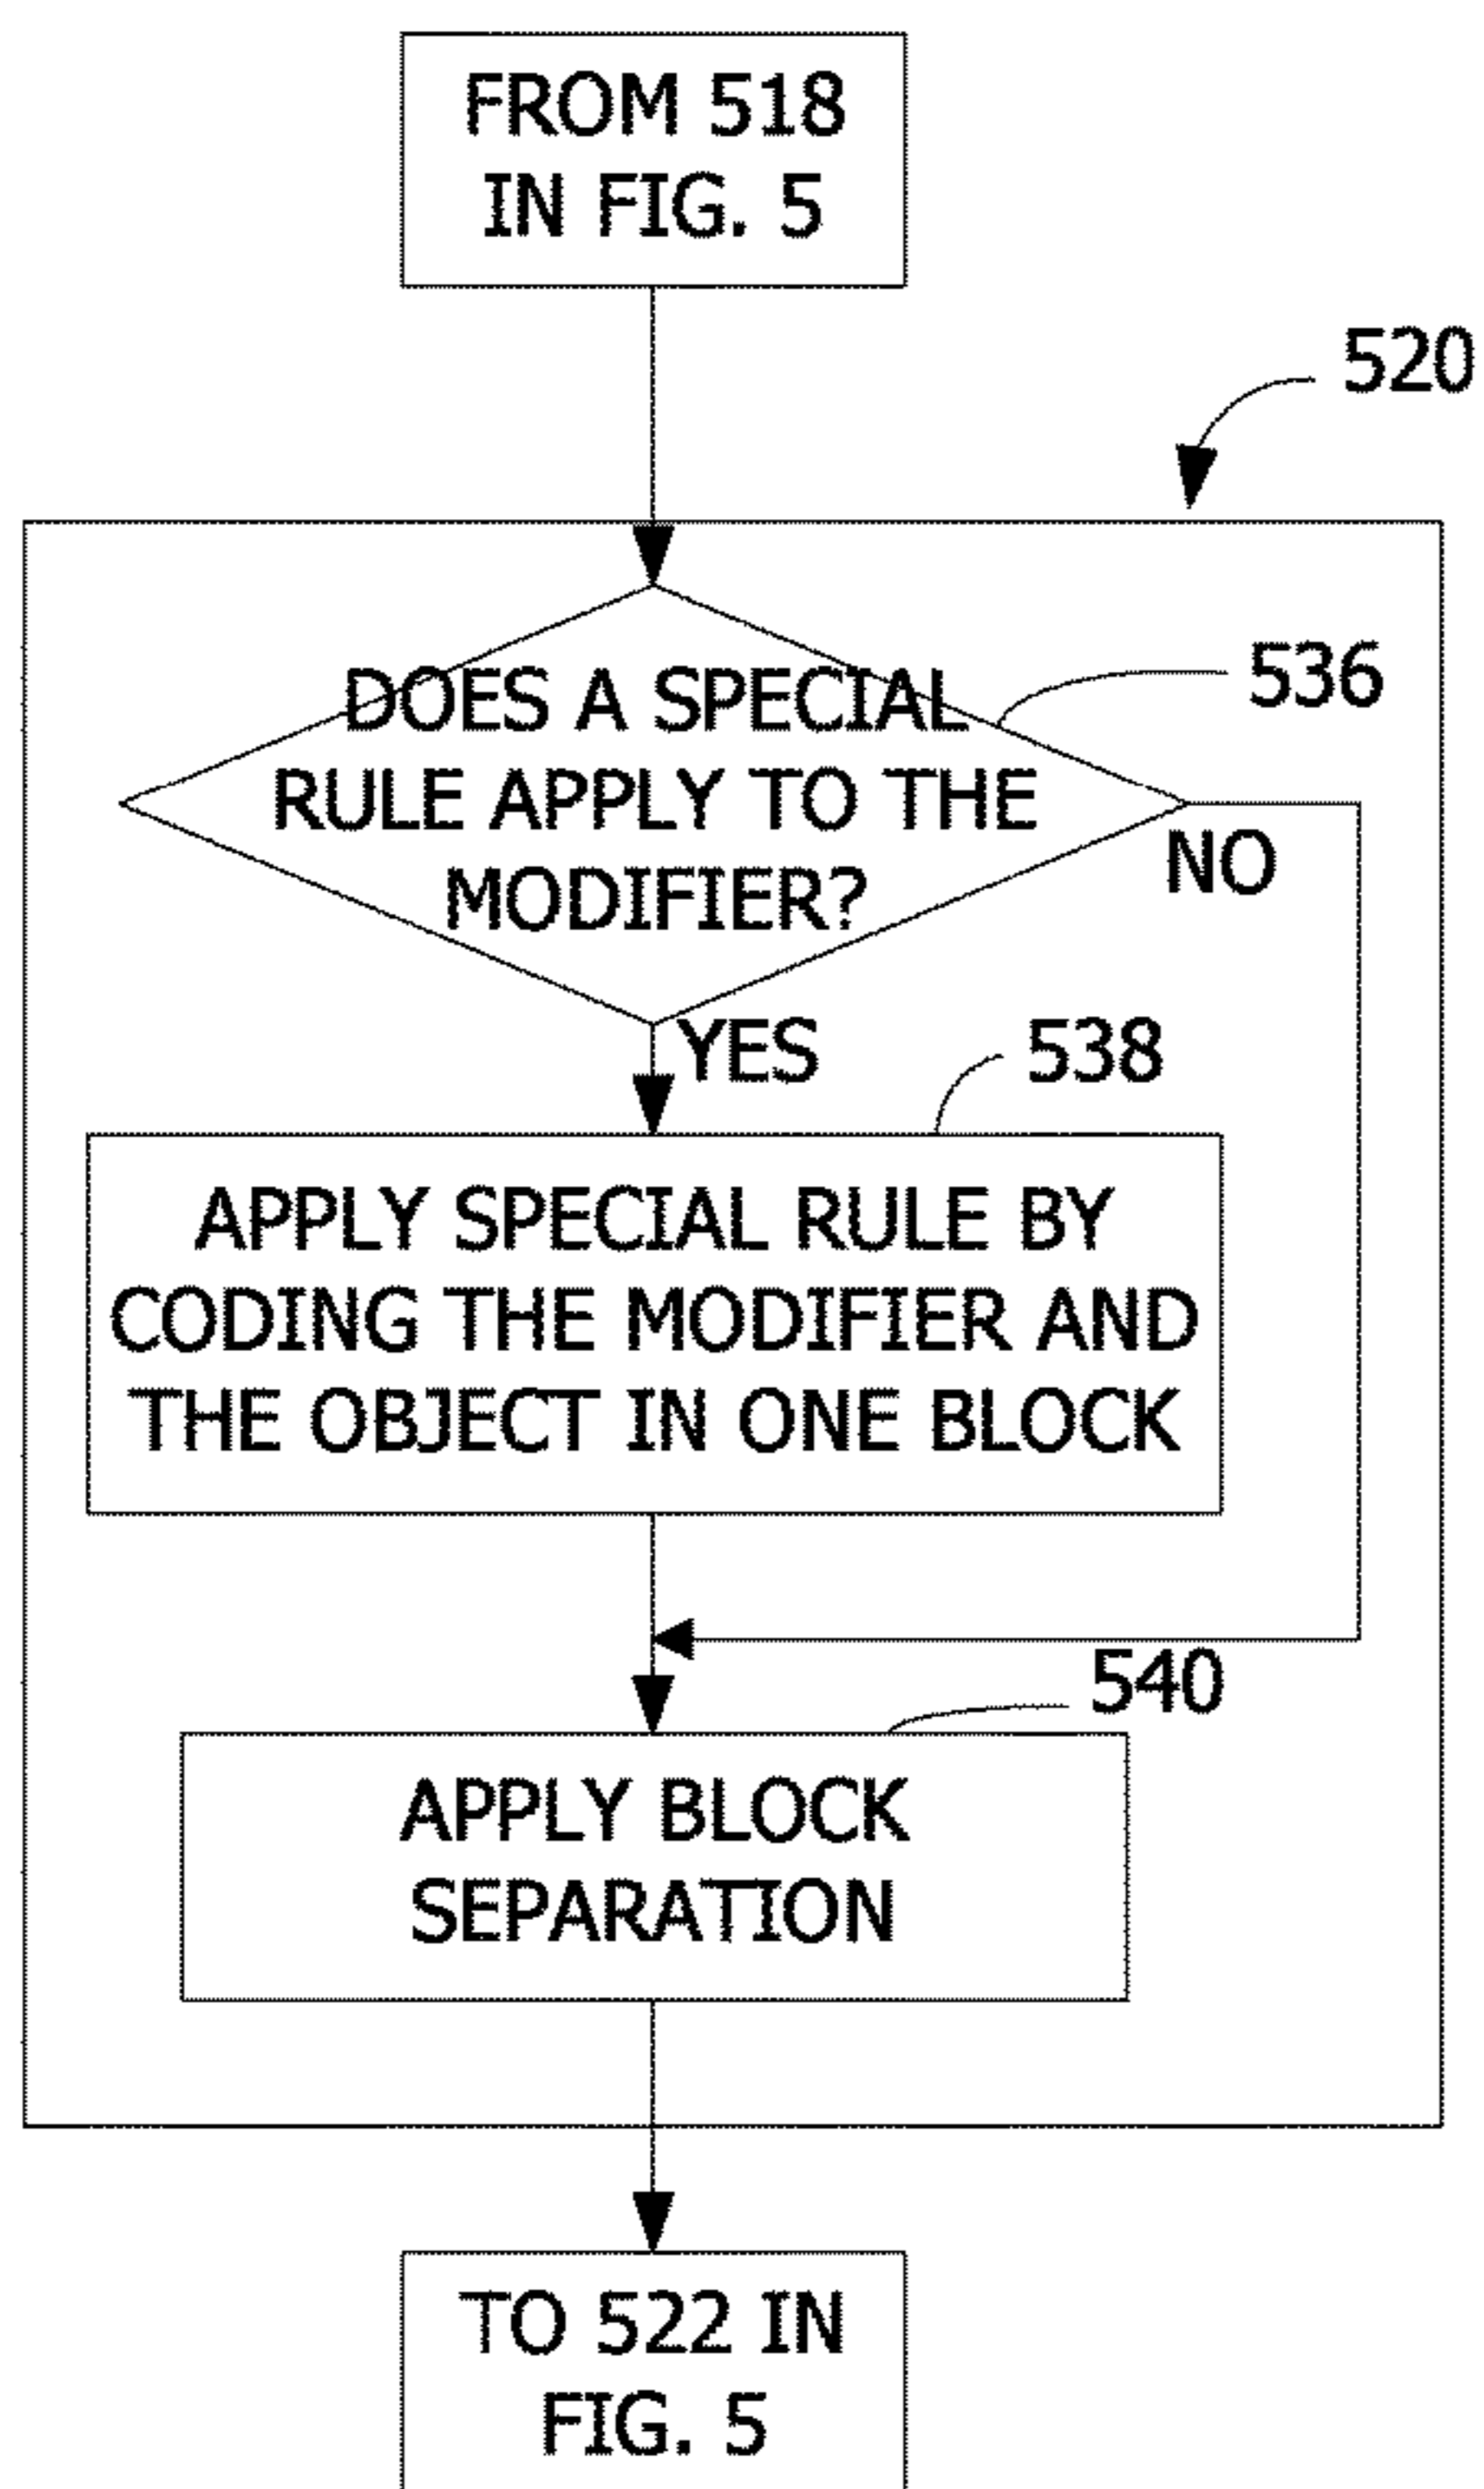 FROM 518
IN FIG. 5
520
DOES A SPECIAL
RULE APPLY TO THE
MODIFIER?
536
NO
YES
538
APPLY SPECIAL RULE BY
CODING THE MODIFIER AND
THE OBJECT IN ONE BLOCK
540
APPLY BLOCK
SEPARATION
TO 522 IN
FIG. 5